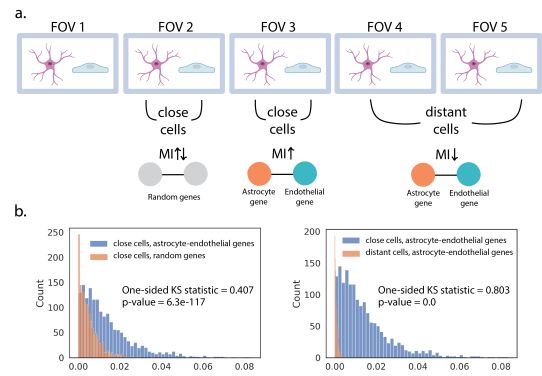 a.
FOV 1 FOV 2 FOV 3 FOV 4 FOV 5
close
cells
close
cells
distant
cells
MI↑↓
Random genes
MI↑
Astrocyte
gene
Endothelial
gene
MI↓
Astrocyte
gene
Endothelial
gene
b.
Count
250
200
150
100
50
0
close cells, astrocyte-endothelial genes
close cells, random genes
One-sided KS statistic = 0.407
p-value = 6.3e-117
0.00 0.02 0.04 0.06 0.08
Count
200
150
100
50
0
close cells, astrocyte-endothelial genes
distant cells, astrocyte-endothelial genes
One-sided KS statistic = 0.803
p-value = 0.0
0.00 0.02 0.04 0.06 0.08